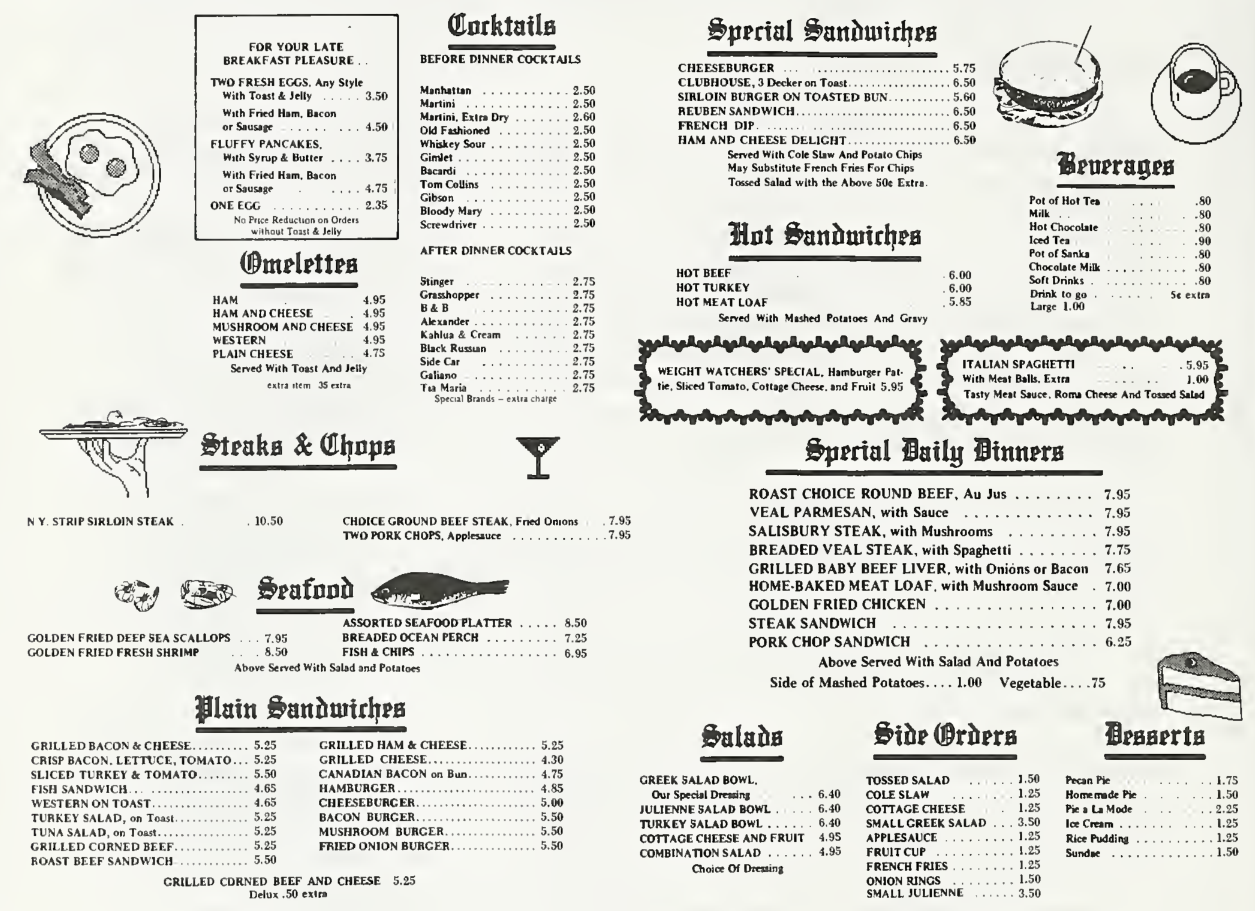 FOR YOUR LATE
BREAKFAST PLEASURE . .
TWO FRESH EGGS, Any Style
With Toast & Jelly ..... 3.50
With Fried Ham, Bacon
or Sausage ........ 4.50
FLUFFY PANCAKES,
With Syrup & Butter .... 3.75
With Fried Ham, Bacon
or Sausage .... 4.75
ONE EGG .... 2.35
No Price Reduction on Orders
without Toast & Jelly
Omelettes
HAM 4.95
HAM AND CHEESE . 4.95
MUSHROOM AND CHEESE 4.95
WESTERN 4.95
PLAIN CHEESE .. 4.75
Served With Toast And Jelly
extra item 35 extra
Cocktails
BEFORE DINNER COCKTAILS
Manhattan ............ 2.50
Martini ............ 2.50
Martini, Extra Dry ... 2.60
Old Fashioned ........ 2.50
Whiskey Sour ......... 2.50
Gimlet ............ 2.50
Bacardi ............ 2.50
Tom Collins ......... 2.50
Gibson ............ 2.50
Bloody Mary ......... 2.50
Screwdriver ......... 2.50
AFTER DINNER COCKTAILS
Stinger ............ 2.75
Grasshopper ......... 2.75
B & B ............ 2.75
Alexander ............ 2.75
Kahlua & Cream ...... 2.75
Black Russian ........ 2.75
Side Car ............ 2.75
Galiano ............ 2.75
Tia Maria ............ 2.75
Special Brands – extra charge
Steaks & Chops
N Y. STRIP SIRLOIN STEAK . . 10.50
CHOICE GROUND BEEF STEAK, Fried Onions . 7.95
TWO PORK CHOPS, Applesauce ............ 7.95
Seafood
GOLDEN FRIED DEEP SEA SCALLOPS ... 7.95
GOLDEN FRIED FRESH SHRIMP .... 8.50
ASSORTED SEAFOOD PLATTER ..... 8.50
BREADED OCEAN PERCH ......... 7.25
FISH & CHIPS ................ 6.95
Above Served With Salad and Potatoes
Plain Sandwiches
GRILLED BACON & CHEESE.......... 5.25
CRISP BACON, LETTUCE, TOMATO... 5.25
SLICED TURKEY & TOMATO......... 5.50
FISH SANDWICH... .............. 4.65
WESTERN ON TOAST............... 4.65
TURKEY SALAD, on Toast......... 5.25
TUNA SALAD, on Toast........... 5.25
GRILLED CORNED BEEF............ 5.25
ROAST BEEF SANDWICH ........... 5.50
GRILLED HAM & CHEESE............ 5.25
GRILLED CHEESE................ 4.30
CANADIAN BACON on Bun........... 4.75
HAMBURGER .................... 4.85
CHEESEBURGER.................. 5.00
BACON BURGER.................. 5.50
MUSHROOM BURGER............... 5.50
FRIED ONION BURGER............. 5.50
GRILLED CORNED BEEF AND CHEESE 5.25
Delux .50 extra
Special Sandwiches
CHEESEBURGER ... ...................... 5.75
CLUBHOUSE, 3 Decker on Toast............. 6.50
SIRLOIN BURGER ON TOASTED BUN........... 5.60
REUBEN SANDWICH........................ 6.50
FRENCH DIP............................. 6.50
HAM AND CHEESE DELIGHT................. 6.50
Served With Cole Slaw And Potato Chips
May Substitute French Fries For Chips
Tossed Salad with the Above 50¢ Extra.
Hot Sandwiches
HOT BEEF . . 6.00
HOT TURKEY . 6.00
HOT MEAT LOAF . 5.85
Served With Mashed Potatoes And Gravy
Beverages
Pot of Hot Tea .... .80
Milk .. .. .80
Hot Chocolate .... .80
Iced Tea .... .90
Pot of Sanka .... .80
Chocolate Milk ........... .80
Soft Drinks ........... .80
Drink to go ........ 5¢ extra
Large 1.00
WEIGHT WATCHERS' SPECIAL, Hamburger Pat-
tie, Sliced Tomato, Cottage Cheese, and Fruit 5.95
ITALIAN SPAGHETTI .... 5.95
With Meat Balls, Extra .... 1.00
Tasty Meat Sauce, Roma Cheese And Tossed Salad
Special Daily Dinners
ROAST CHOICE ROUND BEEF, Au Jus ........ 7.95
VEAL PARMESAN, with Sauce ............ 7.95
SALISBURY STEAK, with Mushrooms ........ 7.95
BREADED VEAL STEAK, with Spaghetti ....... 7.75
GRILLED BABY BEEF LIVER, with Onions or Bacon 7.65
HOME-BAKED MEAT LOAF, with Mushroom Sauce . 7.00
GOLDEN FRIED CHICKEN ................ 7.00
STEAK SANDWICH .................... 7.95
PORK CHOP SANDWICH ................ 6.25
Above Served With Salad And Potatoes
Side of Mashed Potatoes.... 1.00 Vegetable....75
Salads
GREEK SALAD BOWL,
Our Special Dressing ... 6.40
JULIENNE SALAD BOWL .... 6.40
TURKEY SALAD BOWL ...... 6.40
COTTAGE CHEESE AND FRUIT 4.95
COMBINATION SALAD ...... 4.95
Choice Of Dressing
Side Orders
TOSSED SALAD ...... 1.50
COLE SLAW .... 1.25
COTTAGE CHEESE 1.25
SMALL GREEK SALAD ... 3.50
APPLESAUCE ........ 1.25
FRUIT CUP ......... 1.25
FRENCH FRIES ....... 1.25
ONION RINGS ........ 1.50
SMALL JULIENNE ..... 3.50
Desserts
Pecan Pie ............ 1.75
Homemade Pie ......... 1.50
Pie a La Mode ........ 2.25
Ice Cream ............ 1.25
Rice Pudding ......... 1.25
Sundae ............ 1.50